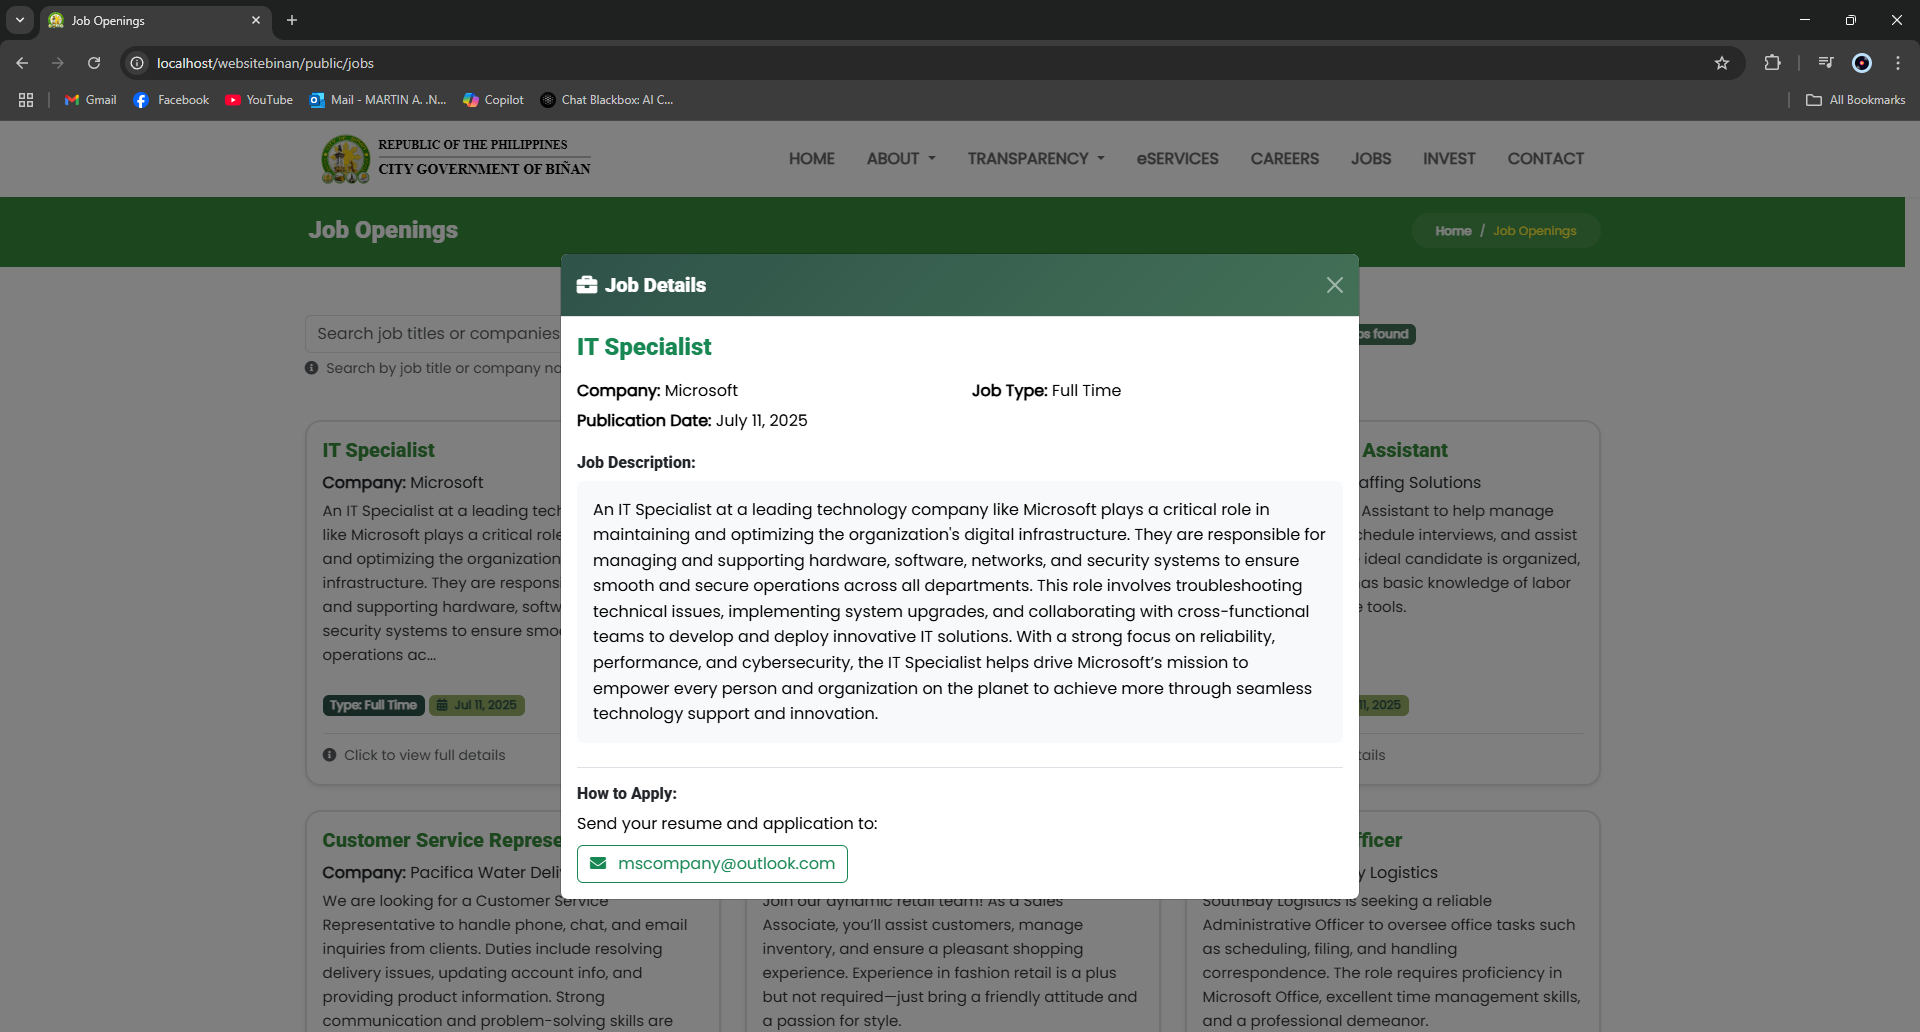 Job Openings
localhost/websitebinan/public/jobs
Gmail
Facebook
YouTube
Mail - MARTIN A. .N...
Copilot
Chat Blackbox: AI C...
All Bookmarks
REPUBLIC OF THE PHILIPPINES
CITY GOVERNMENT OF BIÑAN
HOME
ABOUT
TRANSPARENCY
eSERVICES
CAREERS
JOBS
INVEST
CONTACT
Job Openings
Home / Job Openings
Search job titles or companies
found
Search by job title or company
Job Details
IT Specialist
Company: Microsoft
Job Type: Full Time
Publication Date: July 11, 2025
Job Description:
An IT Specialist at a leading technology company like Microsoft plays a critical role in
maintaining and optimizing the organization's digital infrastructure. They are responsible for
managing and supporting hardware, software, networks, and security systems to ensure
smooth and secure operations across all departments. This role involves troubleshooting
technical issues, implementing system upgrades, and collaborating with cross-functional
teams to develop and deploy innovative IT solutions. With a strong focus on reliability,
performance, and cybersecurity, the IT Specialist helps drive Microsoft’s mission to
empower every person and organization on the planet to achieve more through seamless
technology support and innovation.
How to Apply:
Send your resume and application to:
mscompany@outlook.com
IT Specialist
Company: Microsoft
An IT Specialist at a leading
like Microsoft plays a critical role
and optimizing the organization
infrastructure. They are
and supporting hardware,
security systems to ensure
operations ac...
Type: Full Time
Jul 11, 2025
Click to view full details
Assistant
Solutions
Assistant to help manage
interviews, and assist
ideal candidate is organized,
basic knowledge of labor
tools.
11, 2025
Customer Service
Company: Pacifica Water
We are looking for a Customer Service
Representative to handle phone, chat, and email
inquiries from clients. Duties include resolving
delivery issues, updating account info, and
providing product information. Strong
communication and problem-solving skills are
Join our dynamic retail team! As a Sales
Associate, you’ll assist customers, manage
inventory, and ensure a pleasant shopping
experience. Experience in fashion retail is a plus
but not required—just bring a friendly attitude and
a passion for style.
Logistics
SouthBay Logistics is seeking a reliable
Administrative Officer to oversee office tasks such
as scheduling, filing, and handling
correspondence. The role requires proficiency in
Microsoft Office, excellent time management skills,
and a professional demeanor.